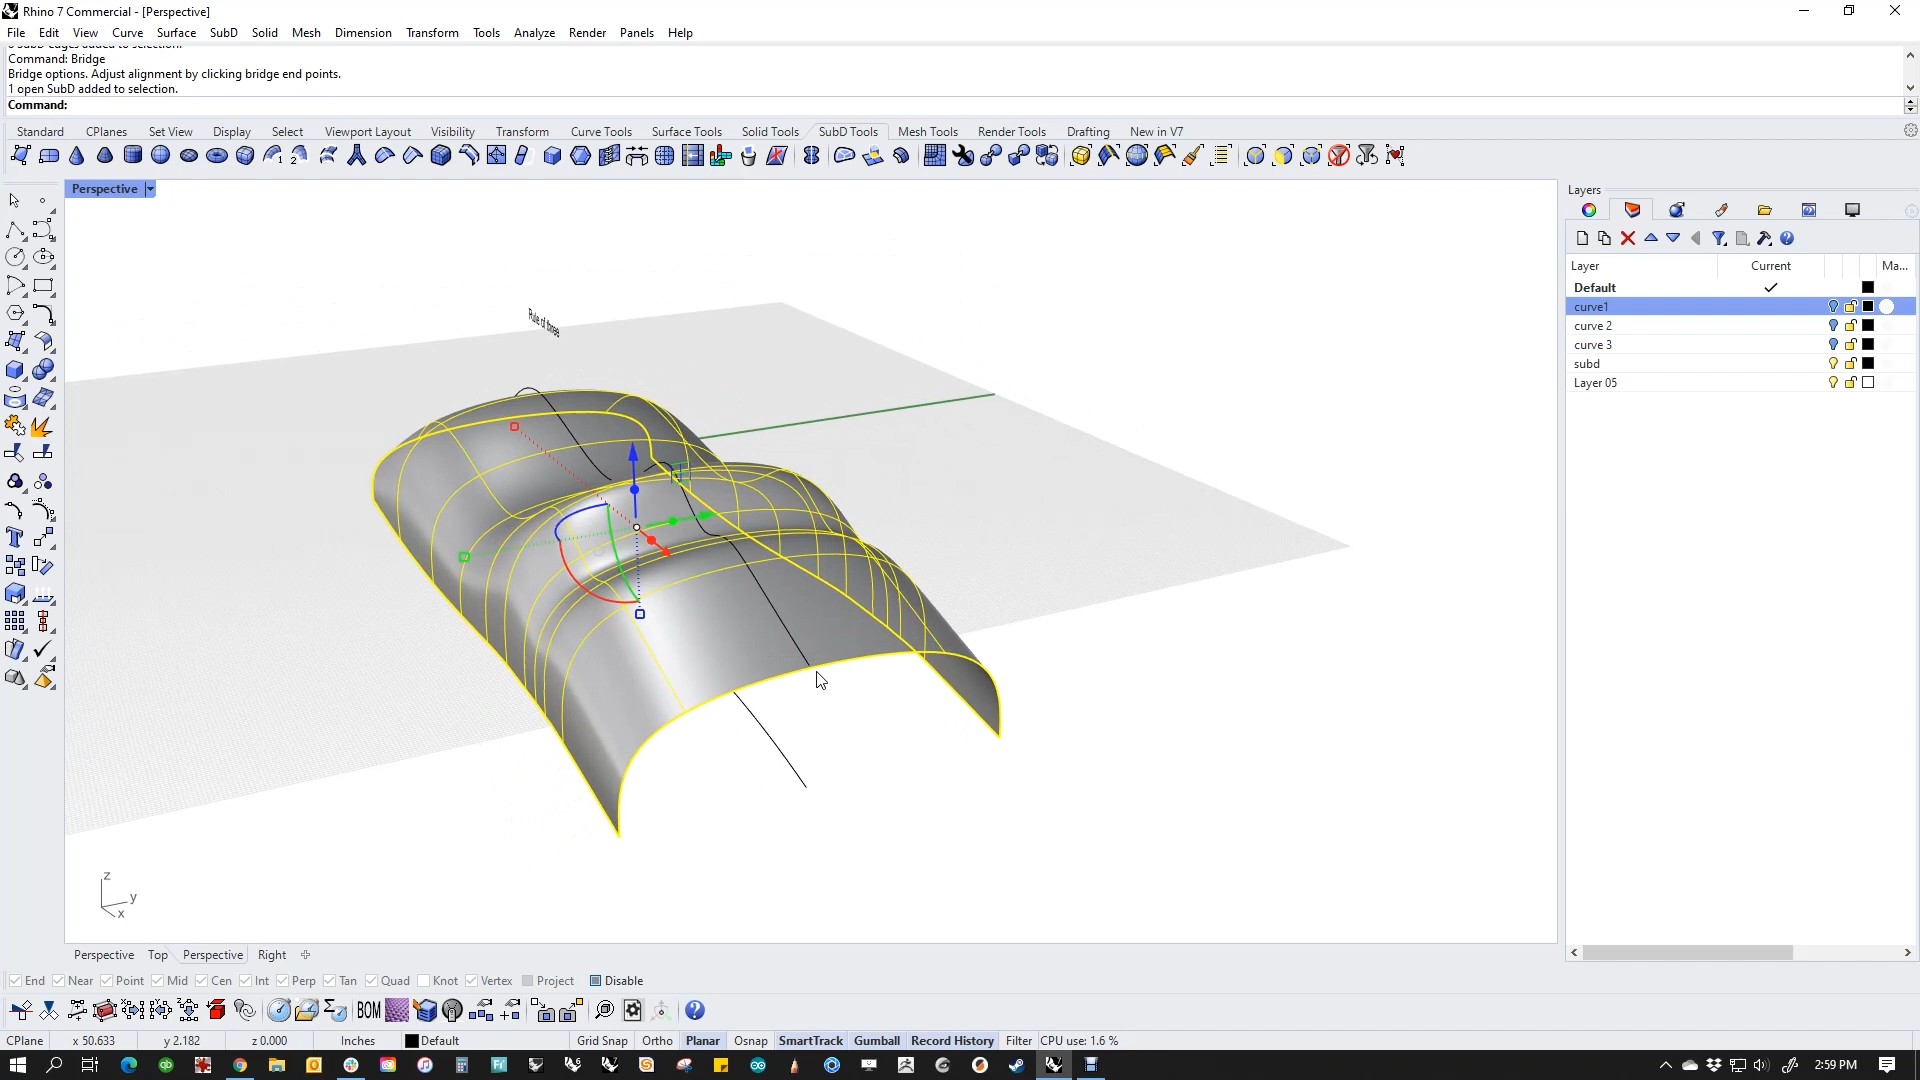 Rhino 7 Commercial - [Perspective]
File Edit View Curve Surface SubD Solid Mesh Dimension Transform Tools Analyze Render Panels Help
Command: Bridge
Bridge options. Adjust alignment by clicking bridge end points.
1 open SubD added to selection.
Command:
Standard CPlanes Set View Display Select Viewport Layout Visibility Transform Curve Tools Surface Tools Solid Tools SubD Tools Mesh Tools Render Tools Drafting New in V7
Perspective
Layers
Layer Current Ma...
Default
curve1
curve 2
curve 3
subd
Layer 05
Rule of three
z
y
x
Perspective Top Perspective Right
End Near Point Mid Cen Int Perp Tan Quad Knot Vertex Project Disable
BOM
CPlane x 50.633 y 2.182 z 0.000 Inches Default Grid Snap Ortho Planar Osnap SmartTrack Gumball Record History Filter CPU use: 1.6 %
2:59 PM